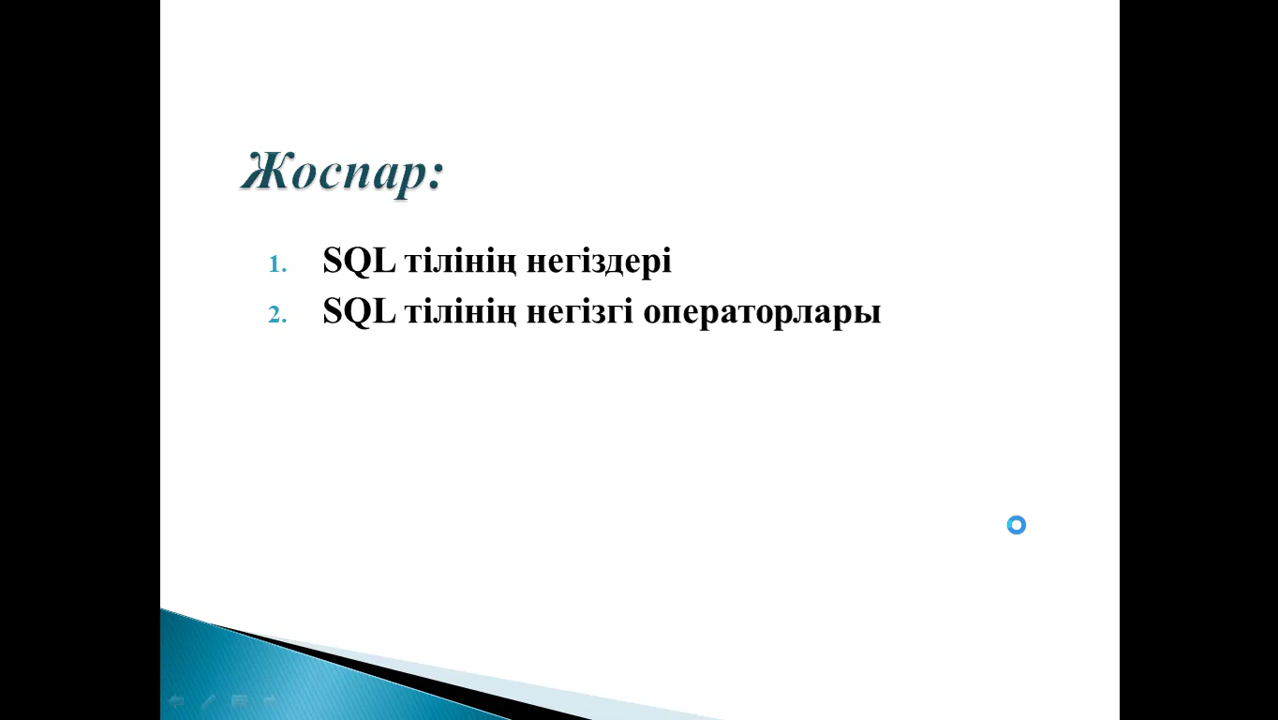 Жоспар:
1. SQL тілінің негіздері
2. SQL тілінің негізгі операторлары